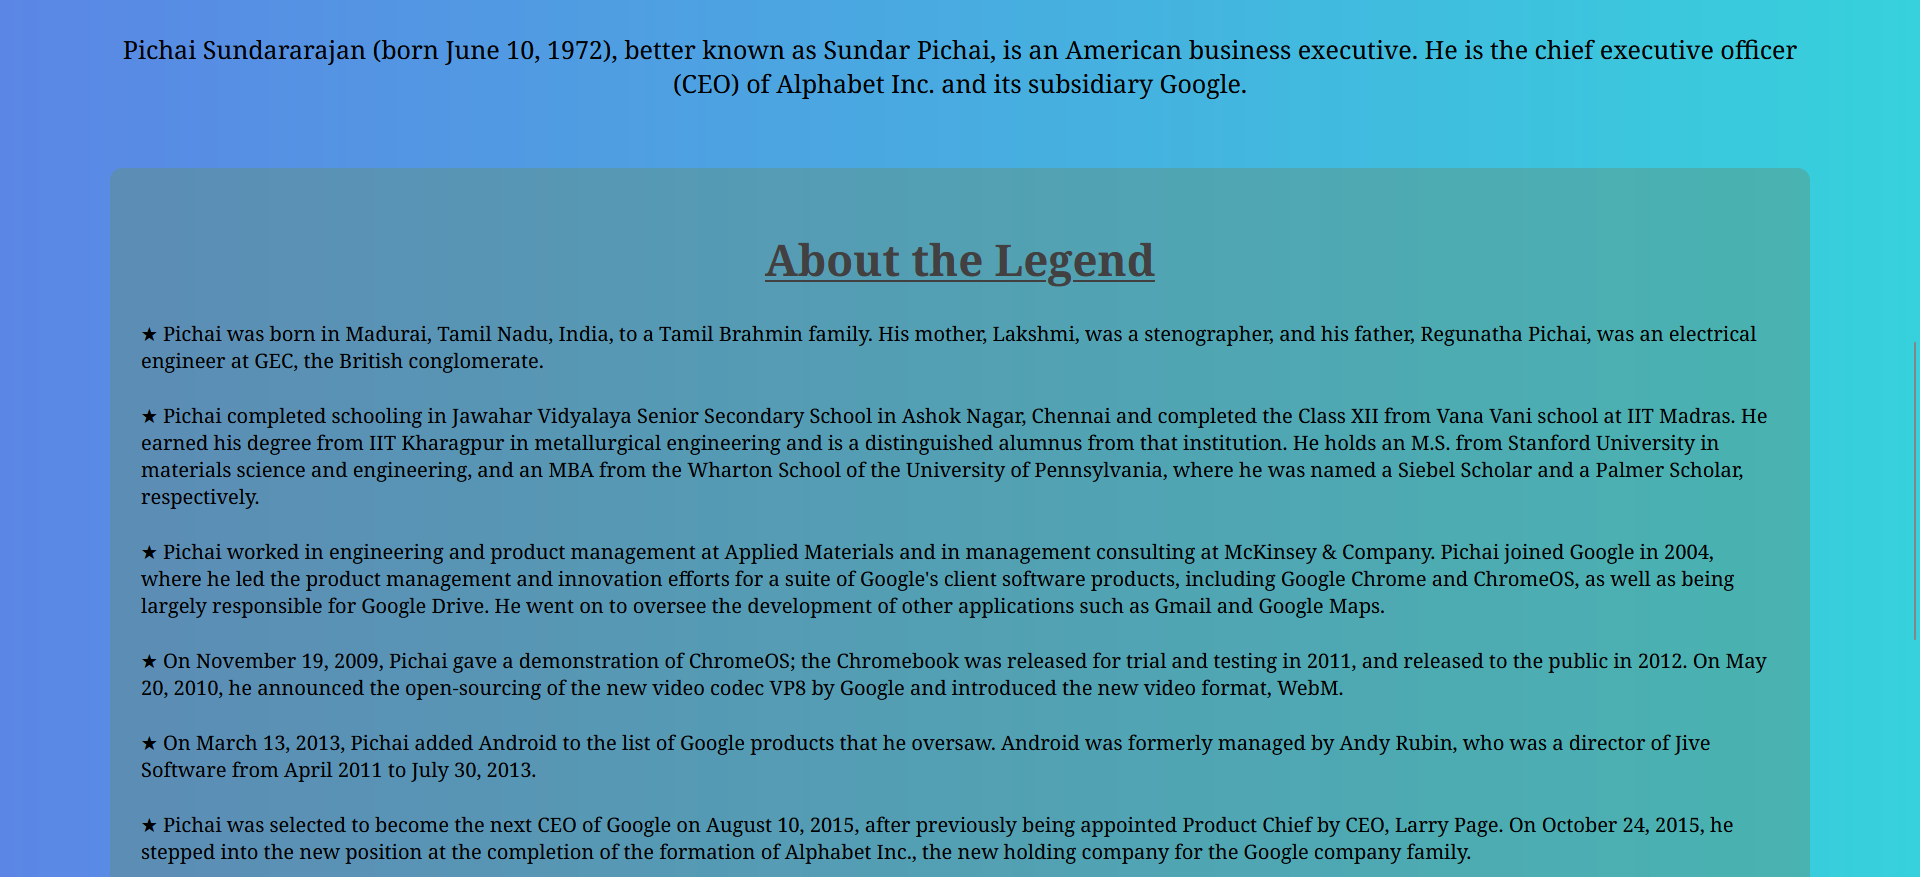 Pichai Sundararajan (born June 10, 1972), better known as Sundar Pichai, is an American business executive. He is the chief executive officer
(CEO) of Alphabet Inc. and its subsidiary Google.
About the Legend
★ Pichai was born in Madurai, Tamil Nadu, India, to a Tamil Brahmin family. His mother, Lakshmi, was a stenographer, and his father, Regunatha Pichai, was an electrical
engineer at GEC, the British conglomerate.
★ Pichai completed schooling in Jawahar Vidyalaya Senior Secondary School in Ashok Nagar, Chennai and completed the Class XII from Vana Vani school at IIT Madras. He
earned his degree from IIT Kharagpur in metallurgical engineering and is a distinguished alumnus from that institution. He holds an M.S. from Stanford University in
materials science and engineering, and an MBA from the Wharton School of the University of Pennsylvania, where he was named a Siebel Scholar and a Palmer Scholar,
respectively.
★ Pichai worked in engineering and product management at Applied Materials and in management consulting at McKinsey & Company. Pichai joined Google in 2004,
where he led the product management and innovation efforts for a suite of Google's client software products, including Google Chrome and ChromeOS, as well as being
largely responsible for Google Drive. He went on to oversee the development of other applications such as Gmail and Google Maps.
★ On November 19, 2009, Pichai gave a demonstration of ChromeOS; the Chromebook was released for trial and testing in 2011, and released to the public in 2012. On May
20, 2010, he announced the open-sourcing of the new video codec VP8 by Google and introduced the new video format, WebM.
★ On March 13, 2013, Pichai added Android to the list of Google products that he oversaw. Android was formerly managed by Andy Rubin, who was a director of Jive
Software from April 2011 to July 30, 2013.
★ Pichai was selected to become the next CEO of Google on August 10, 2015, after previously being appointed Product Chief by CEO, Larry Page. On October 24, 2015, he
stepped into the new position at the completion of the formation of Alphabet Inc., the new holding company for the Google company family.